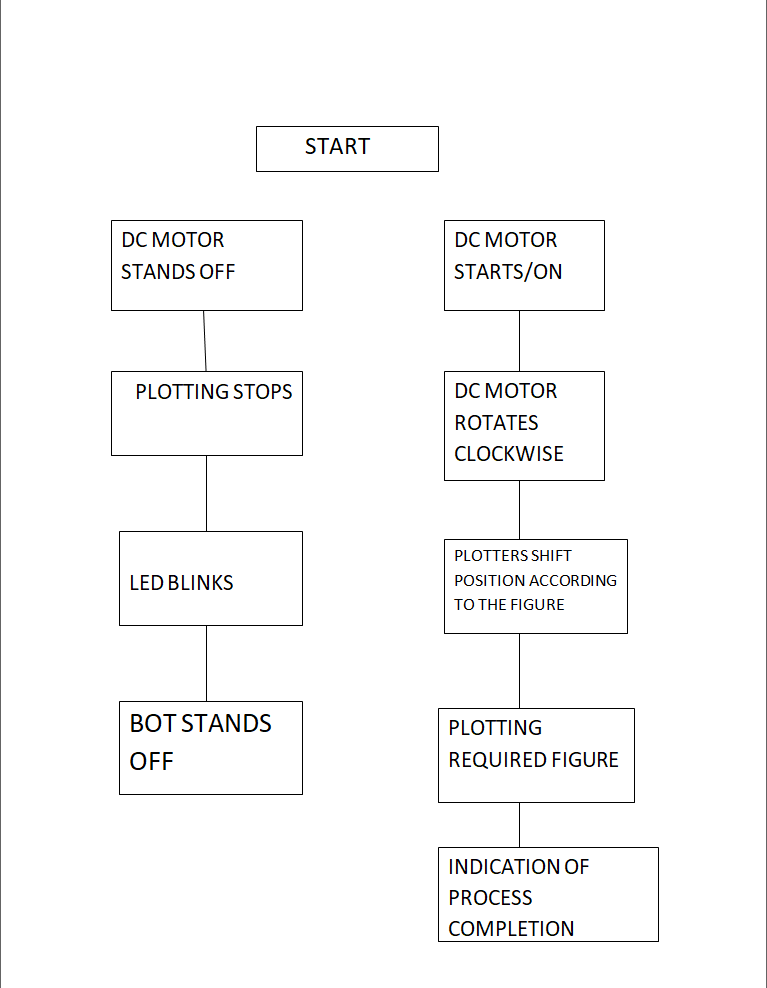 START
DC MOTOR
STANDS OFF
PLOTTING STOPS
LED BLINKS
BOT STANDS
OFF
DC MOTOR
STARTS/ON
DC MOTOR
ROTATES
CLOCKWISE
PLOTTERS SHIFT
POSITION ACCORDING
TO THE FIGURE
PLOTTING
REQUIRED FIGURE
INDICATION OF
PROCESS
COMPLETION